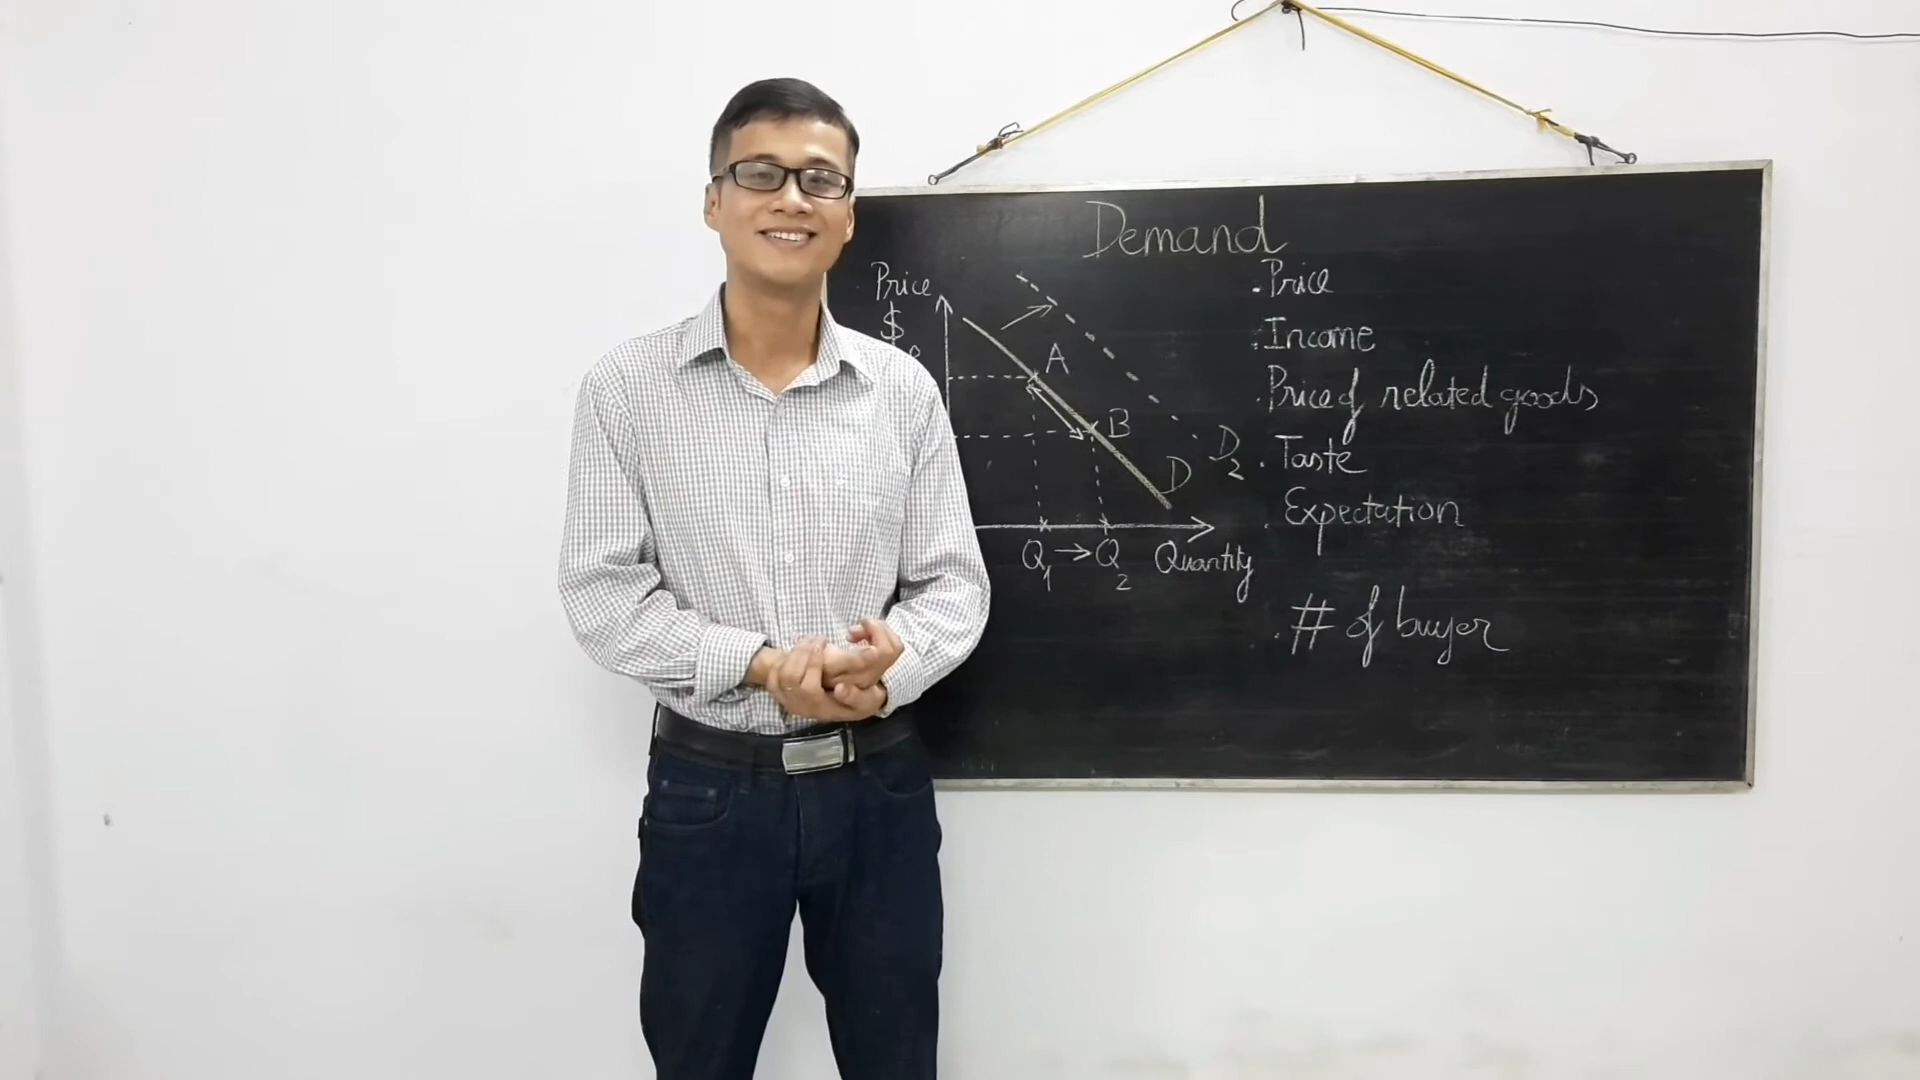 Demand
Price
$
A
B
D
D2
Q1 → Q2
Quantity
. Price
. Income
. Price of related goods
. Taste
. Expectation
. # of buyer